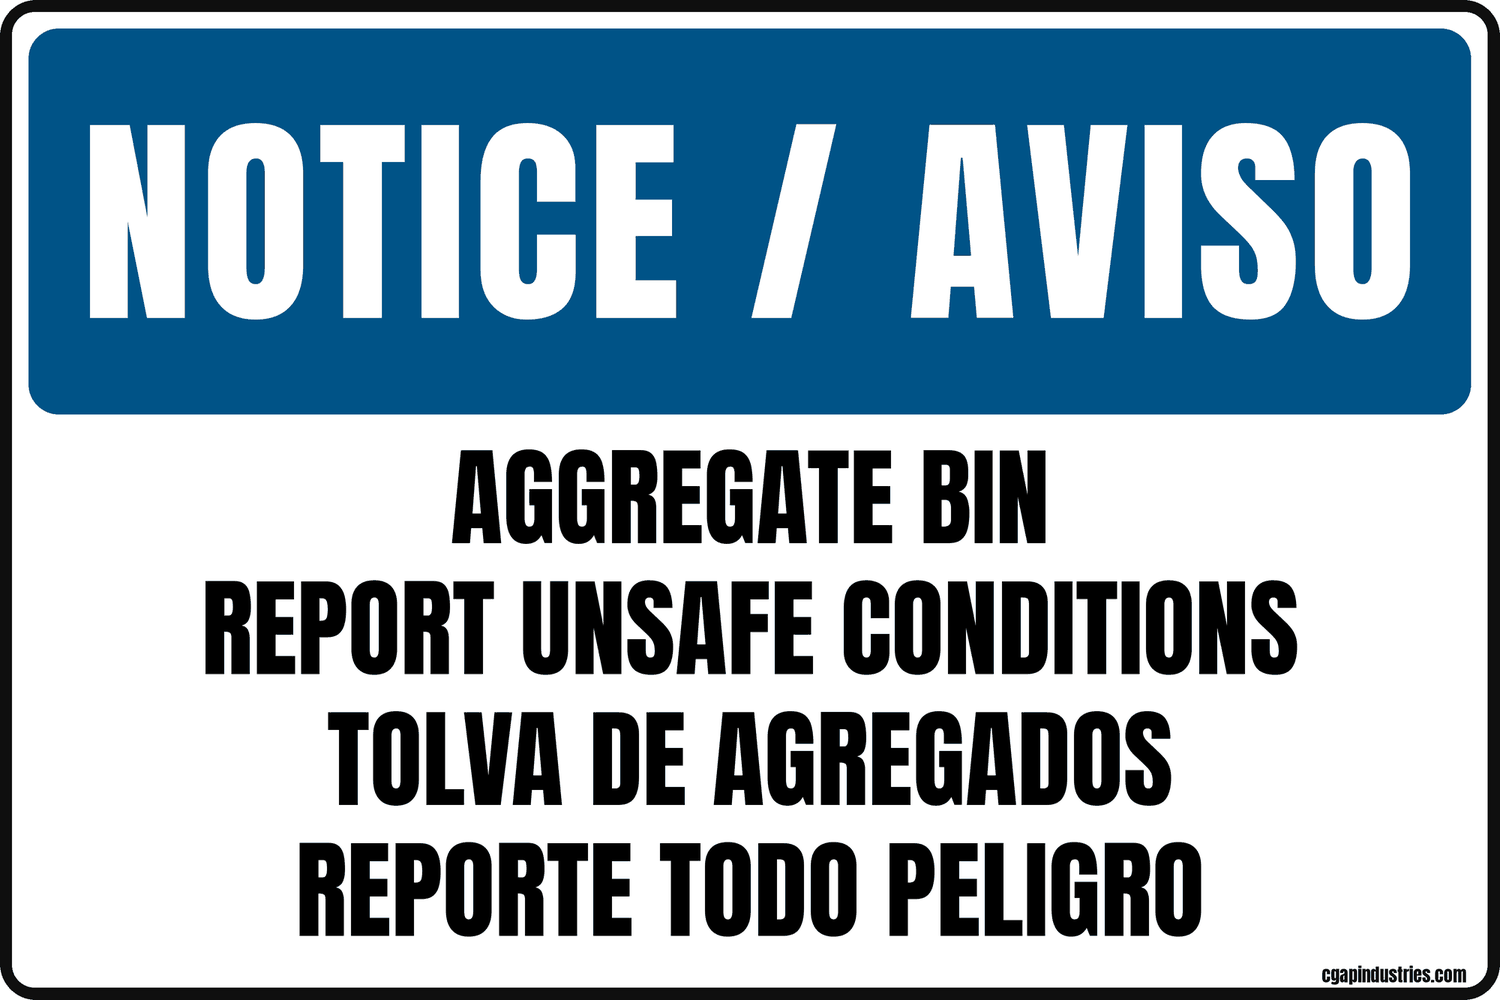 NOTICE / AVISO
AGGREGATE BIN
REPORT UNSAFE CONDITIONS
TOLVA DE AGREGADOS
REPORTE TODO PELIGRO
cgapindustries.com